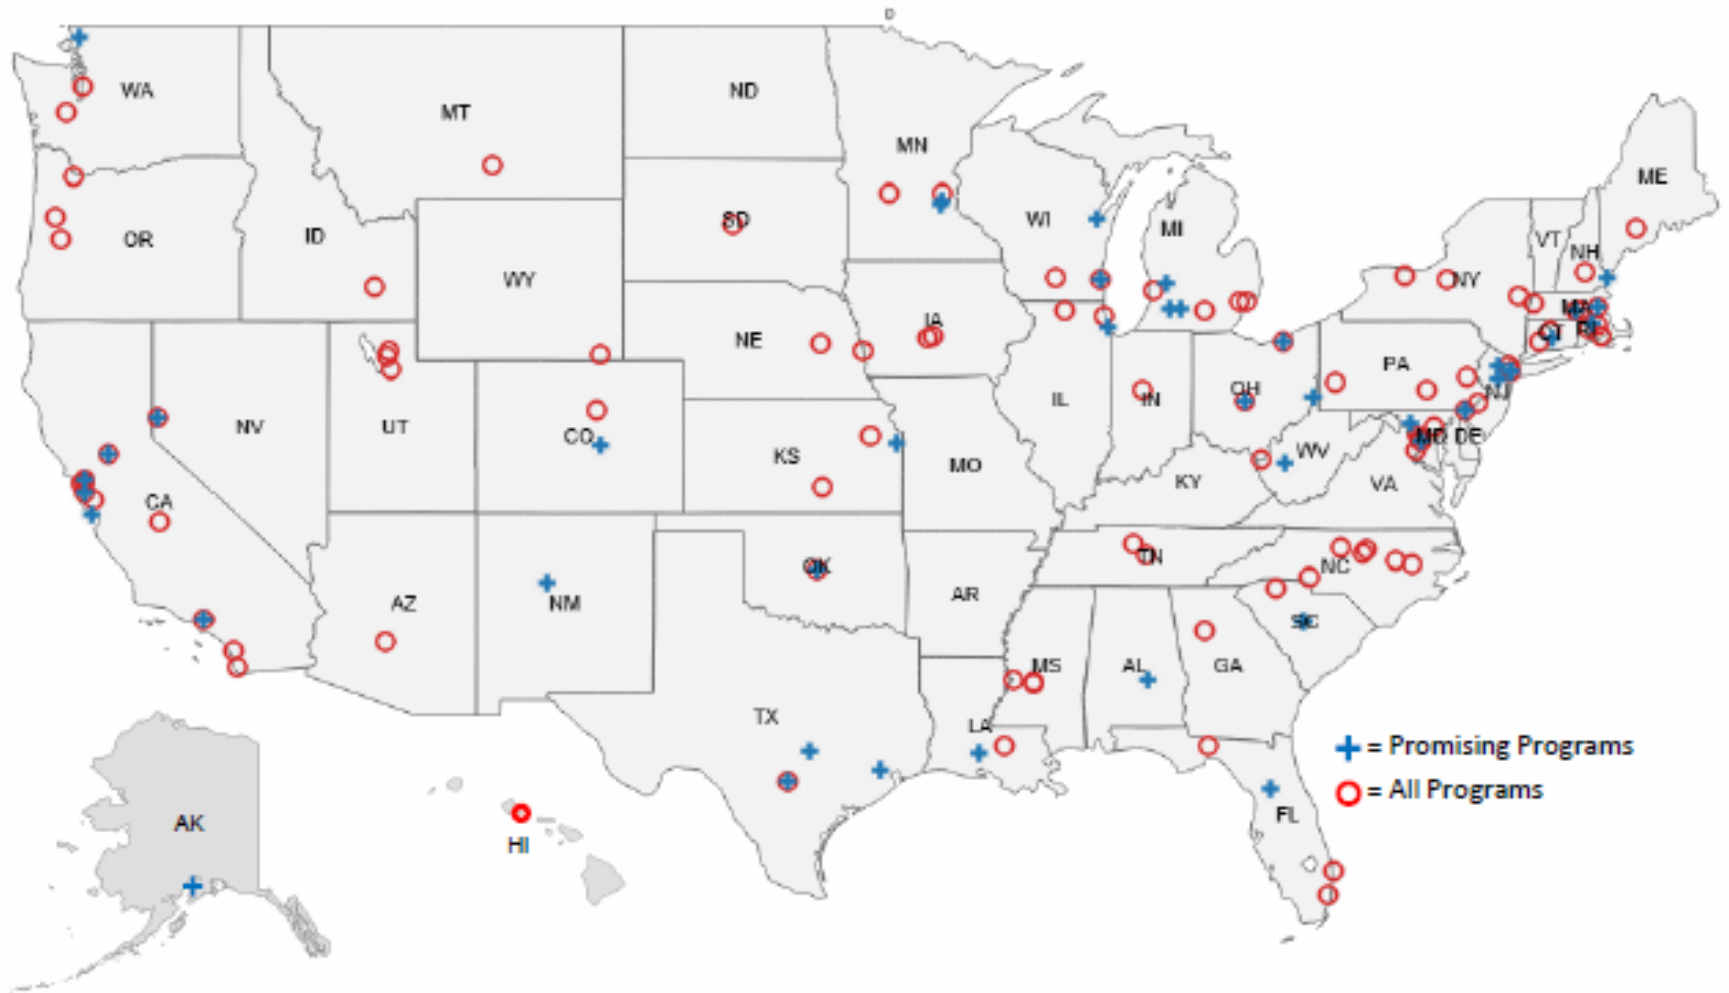 WA
MT
ND
MN
ME
OR
ID
SD
WI
MI
VT
NH
NY
WY
MA
IA
CT
RI
NE
PA
NJ
OH
IL
IN
NV
UT
CO
MD
DE
KS
WV
MO
KY
VA
CA
TN
OK
NC
AZ
NM
AR
SC
MS
AL
GA
TX
LA
= Promising Programs
= All Programs
FL
AK
HI